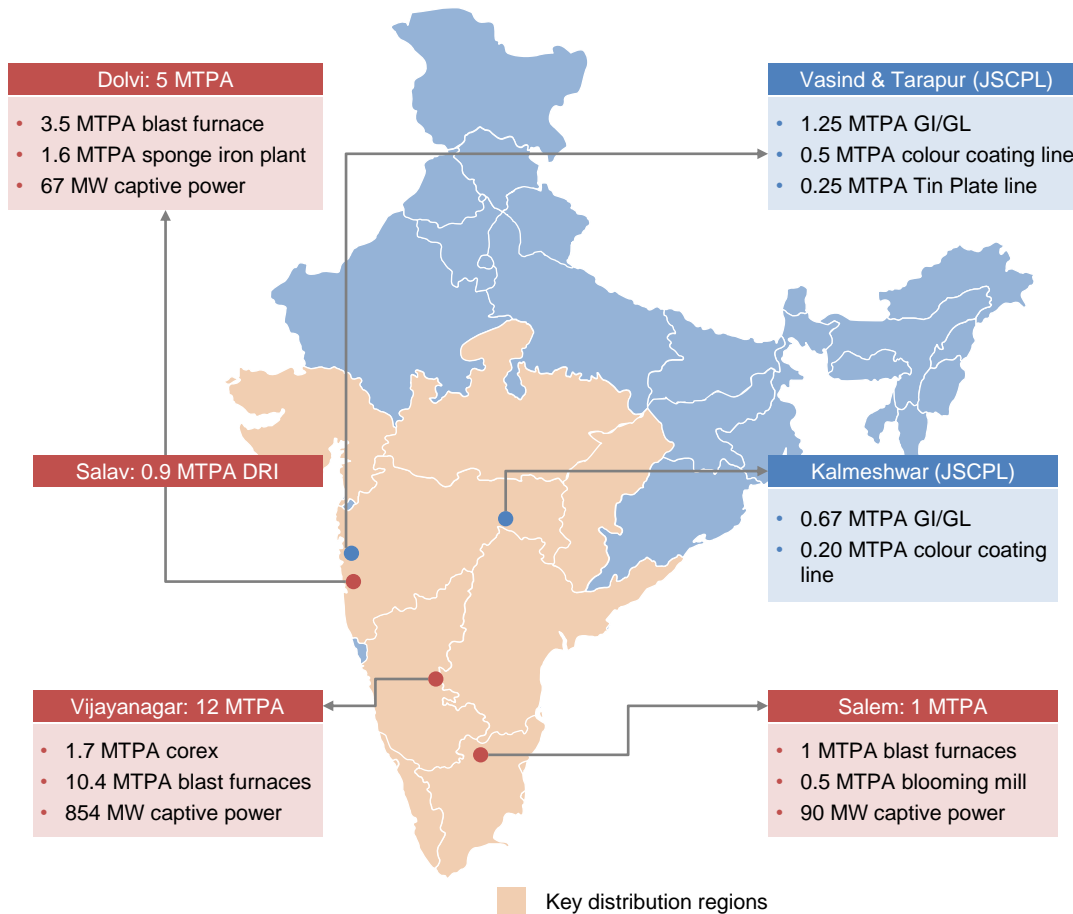 Dolvi: 5 MTPA
• 3.5 MTPA blast furnace
• 1.6 MTPA sponge iron plant
• 67 MW captive power
Vasind & Tarapur (JSCPL)
• 1.25 MTPA GI/GL
• 0.5 MTPA colour coating line
• 0.25 MTPA Tin Plate line
Salav: 0.9 MTPA DRI
Kalmeshwar (JSCPL)
• 0.67 MTPA GI/GL
• 0.20 MTPA colour coating
line
Vijayanagar: 12 MTPA
• 1.7 MTPA corex
• 10.4 MTPA blast furnaces
• 854 MW captive power
Salem: 1 MTPA
• 1 MTPA blast furnaces
• 0.5 MTPA blooming mill
• 90 MW captive power
Key distribution regions